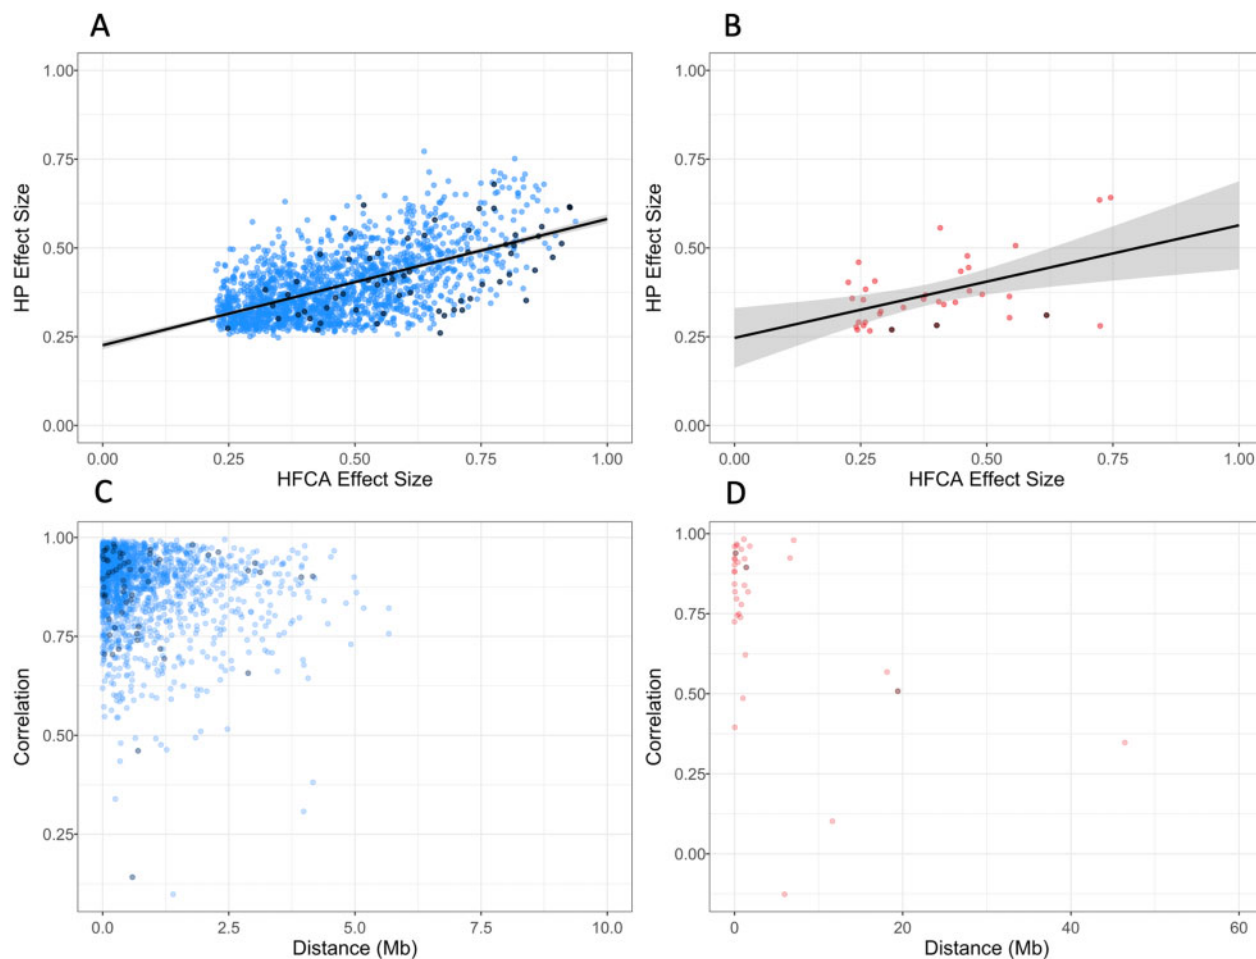 A
B
1.00
0.75
0.50
0.25
0.00
HP Effect Size
0.00 0.25 0.50 0.75 1.00
HFCA Effect Size
1.00
0.75
0.50
0.25
0.00
HP Effect Size
0.00 0.25 0.50 0.75 1.00
HFCA Effect Size
C
D
1.00
0.75
0.50
0.25
Correlation
0.0 2.5 5.0 7.5 10.0
Distance (Mb)
1.00
0.75
0.50
0.25
0.00
Correlation
0 20 40 60
Distance (Mb)